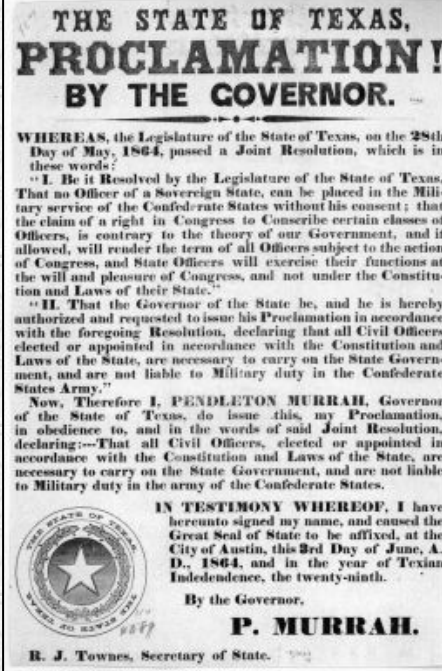 THE STATE OF TEXAS,
PROCLAMATION!
BY THE GOVERNOR.
WHEREAS, the Legislature of the State of Texas, on the 28th
Day of May, 1864, passed a Joint Resolution, which is in
these words:
"I. Be it Resolved by the Legislature of the State of Texas,
That no Officer of a Sovereign State, can be placed in the Mili
tary service of the Confederate States without his consent; that
the claim of a right in Congress to Conscribe certain classes of
Officers, is contrary to the theory of our Government, and if
allowed, will render the term of all Officers subject to the action
of Congress, and State Officers will exercise their functions at
the will and pleasure of Congress, and not under the Constitu
tion and Laws of their State."
"II. That the Governor of the State be, and he is hereby
authorized and requested to issue his Proclamation in accordance
with the foregoing Resolution, declaring that all Civil Officers,
elected or appointed in accordance with the Constitution and
Laws of the State, are necessary to carry on the State Govern
ment, and are not liable to Military duty in the Confederate
States Army."
Now, Therefore I, PENDLETON MURRAH, Governor
of the State of Texas, do issue this, my Proclamation,
in obedience to, and in the words of said Joint Resolution,
declaring:—That all Civil Officers, elected or appointed in
accordance with the Constitution and Laws of the State, are
necessary to carry on the State Government, and are not liable
to Military duty in the army of the Confederate States.
IN TESTIMONY WHEREOF, I have
hereunto signed my name, and caused the
Great Seal of State to be affixed, at the
City of Austin, this 3rd Day of June, A.
D., 1864, and in the year of Texian
Indedendence, the twenty-ninth.
THE STATE OF TEXAS.
THE STATE OF TEXAS
By the Governor.
P. MURRAH.
R. J. Townes, Secretary of State.